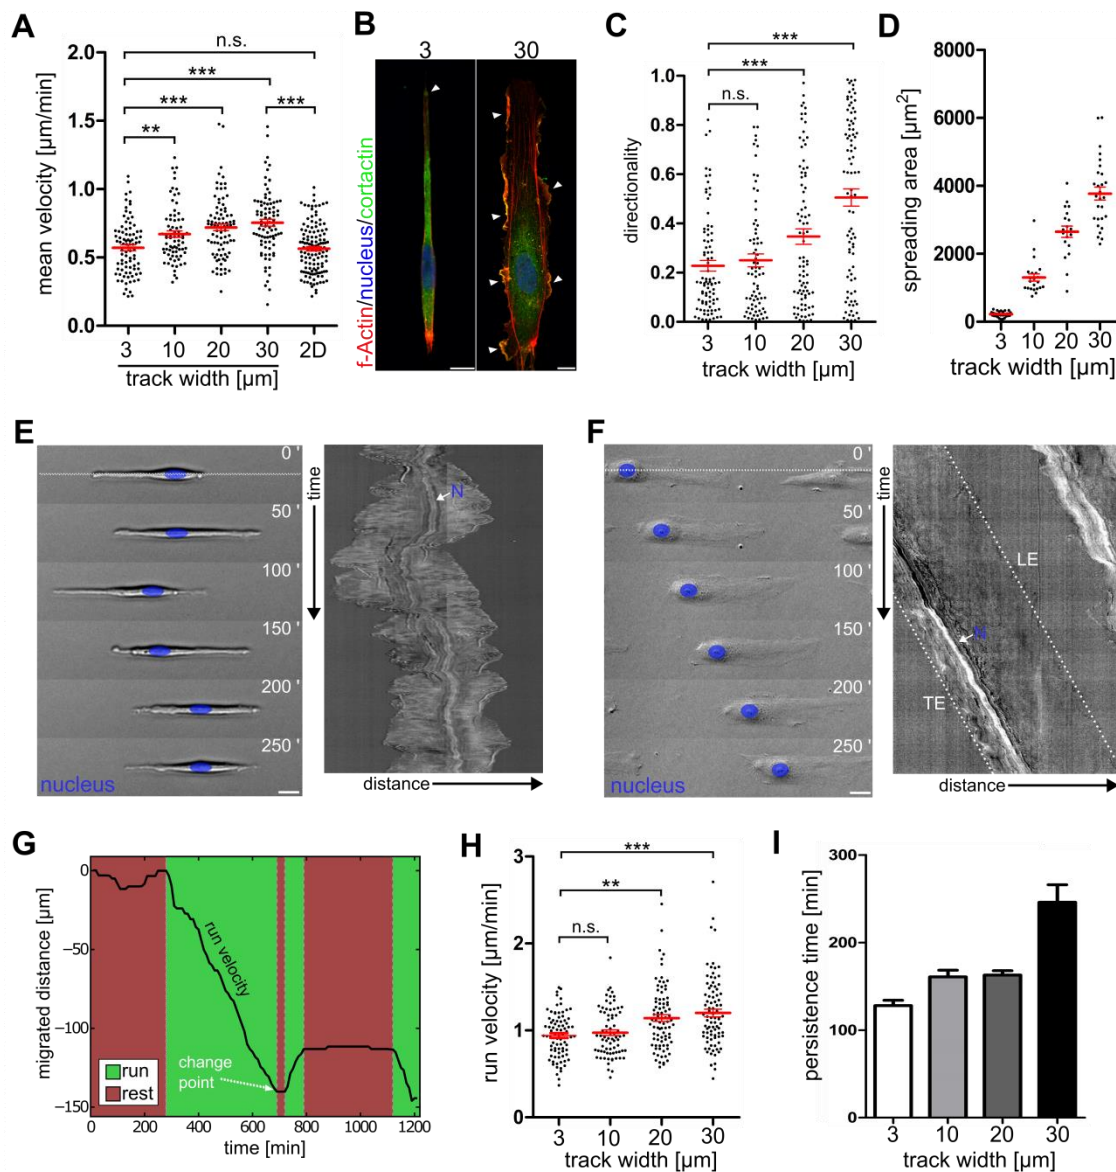 A
mean velocity [µm/min]
2.0
1.5
1.0
0.5
0.0
n.s.
***
*** ***
**
3 10 20 30 2D
track width [µm]
B
3 30
f-Actin/nucleus/cortactin
C
directionality
1.0
0.8
0.6
0.4
0.2
0.0
***
***
n.s.
3 10 20 30
track width [µm]
D
spreading area [µm²]
8000
6000
4000
2000
0
3 10 20 30
track width [µm]
E
0 '
50 '
100 '
150 '
200 '
250 '
nucleus
time
N
distance
F
0 '
50 '
100 '
150 '
200 '
250 '
nucleus
time
LE
N
TE
distance
G
migrated distance [µm]
0
−50
−100
−150
run velocity
change
point
run
rest
0 200 400 600 800 1000 1200
time [min]
H
run velocity [µm/min]
3
2
1
0
***
**
n.s.
3 10 20 30
track width [µm]
I
persistence time [min]
300
200
100
0
3 10 20 30
track width [µm]